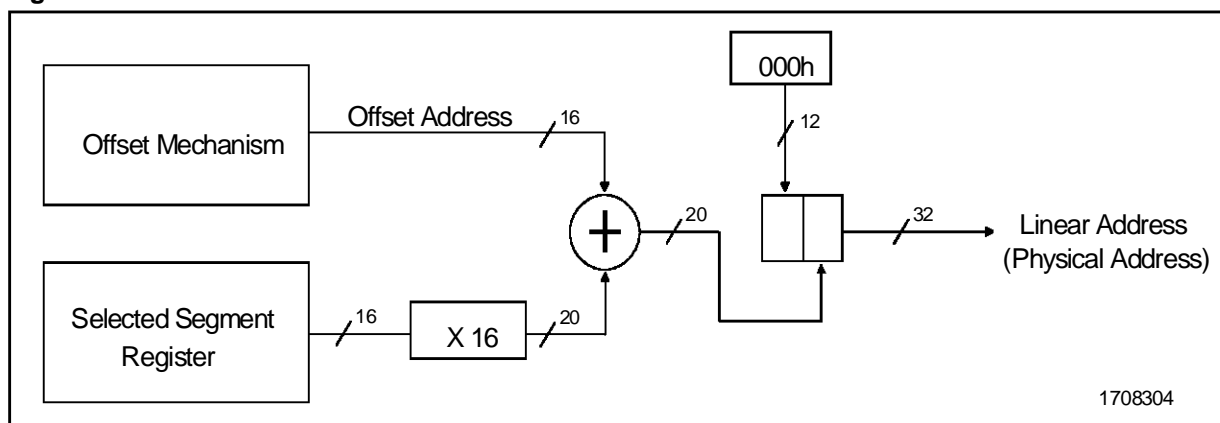 000h
Offset Address
16
12
Offset Mechanism
20
32
Linear Address
(Physical Address)
Selected Segment
Register
16
X 16
20
1708304